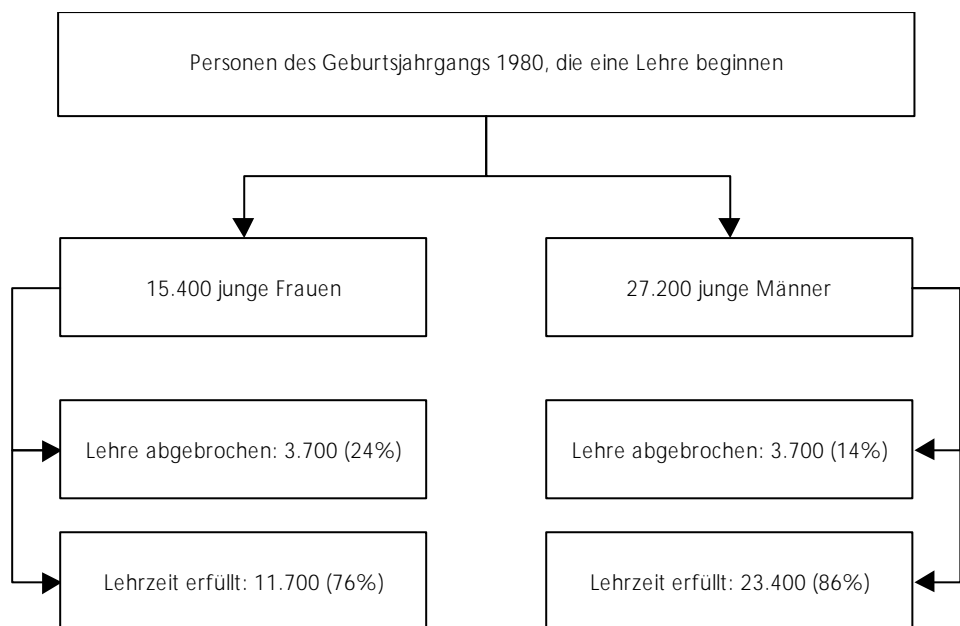 Personen des Geburtsjahrgangs 1980, die eine Lehre beginnen
15.400 junge Frauen
27.200 junge Männer
Lehre abgebrochen: 3.700 (24%)
Lehre abgebrochen: 3.700 (14%)
Lehrzeit erfüllt: 11.700 (76%)
Lehrzeit erfüllt: 23.400 (86%)